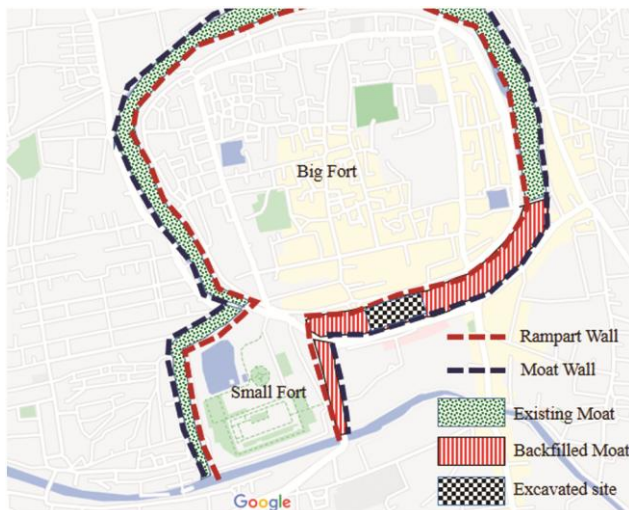 Big Fort
Rampart Wall
Moat Wall
Small Fort
Existing Moat
Backfilled Moat
Excavated site
Google